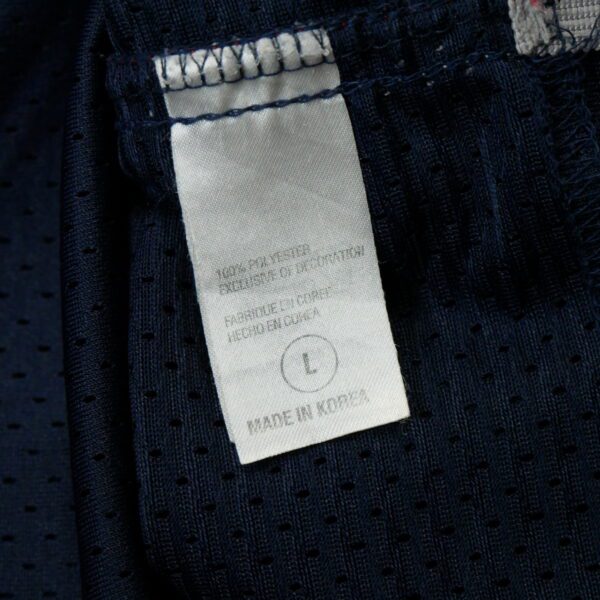 100% POLYESTER
EXCLUSIVE OF DECORATION
FABRIQUE EN COREE
HECHO EN COREA
L
MADE IN KOREA